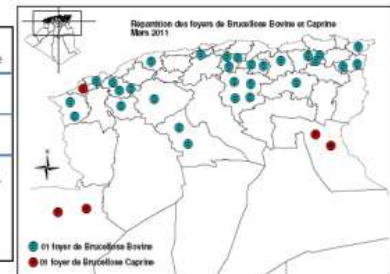 Répartition des foyers de Brucellose Bovine et Caprine
Mars 2011
01 foyer de Brucellose Bovine
01 foyer de Brucellose Caprine